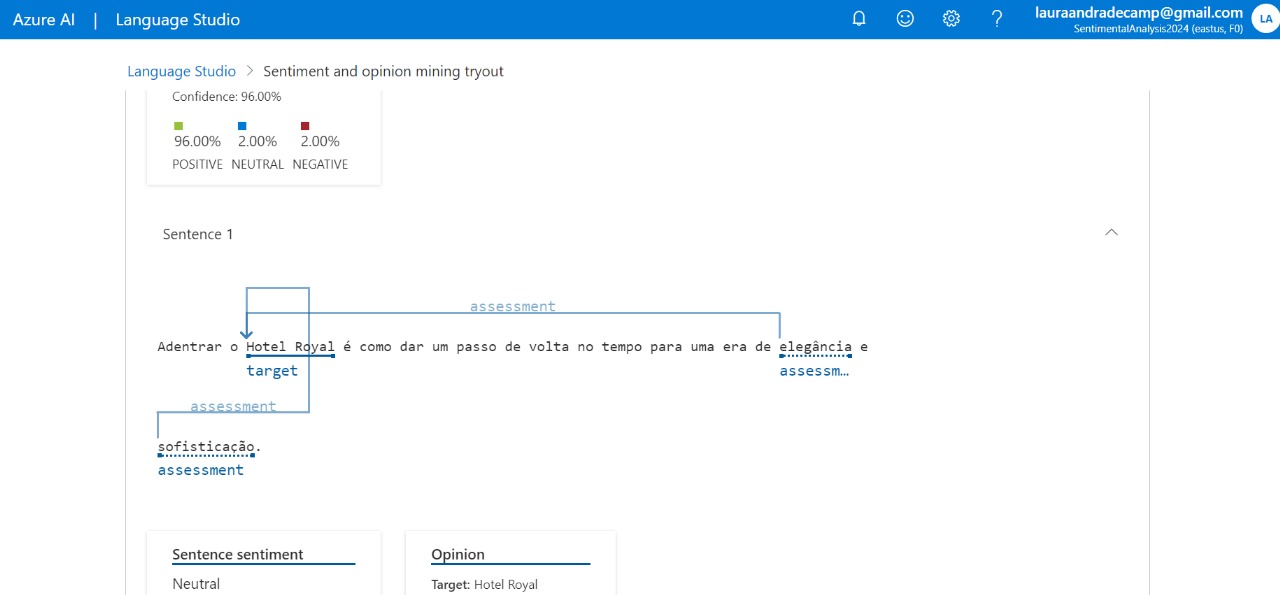 Azure AI | Language Studio
lauraandradecamp@gmail.com
SentimentalAnalysis2024 (eastus, F0)
LA
Language Studio > Sentiment and opinion mining tryout
Confidence: 96.00%
96.00% 2.00% 2.00%
POSITIVE NEUTRAL NEGATIVE
Sentence 1
assessment
Adentrar o Hotel Royal é como dar um passo de volta no tempo para uma era de elegância e
target assessm…
assessment
sofisticação.
assessment
Sentence sentiment
Neutral
Opinion
Target: Hotel Royal